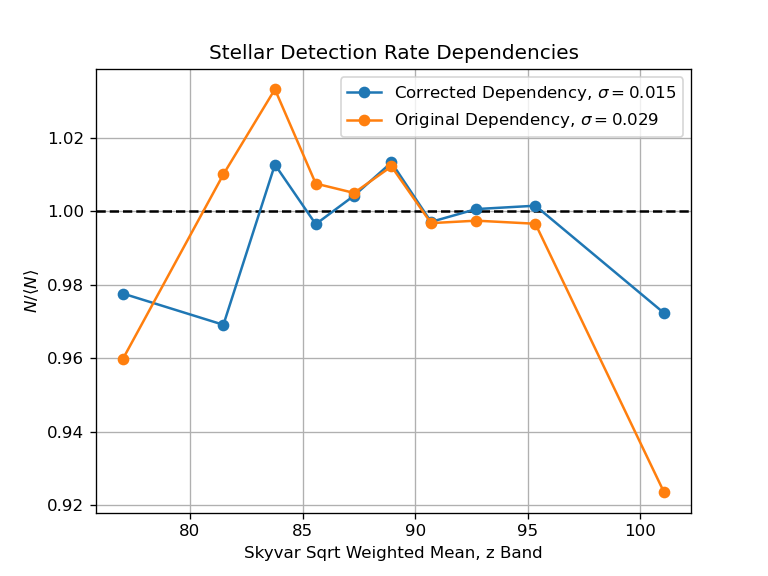 Stellar Detection Rate Dependencies
Corrected Dependency, σ = 0.015
Original Dependency, σ = 0.029
1.02
1.00
0.98
0.96
0.94
0.92
N/⟨N⟩
80 85 90 95 100
Skyvar Sqrt Weighted Mean, z Band